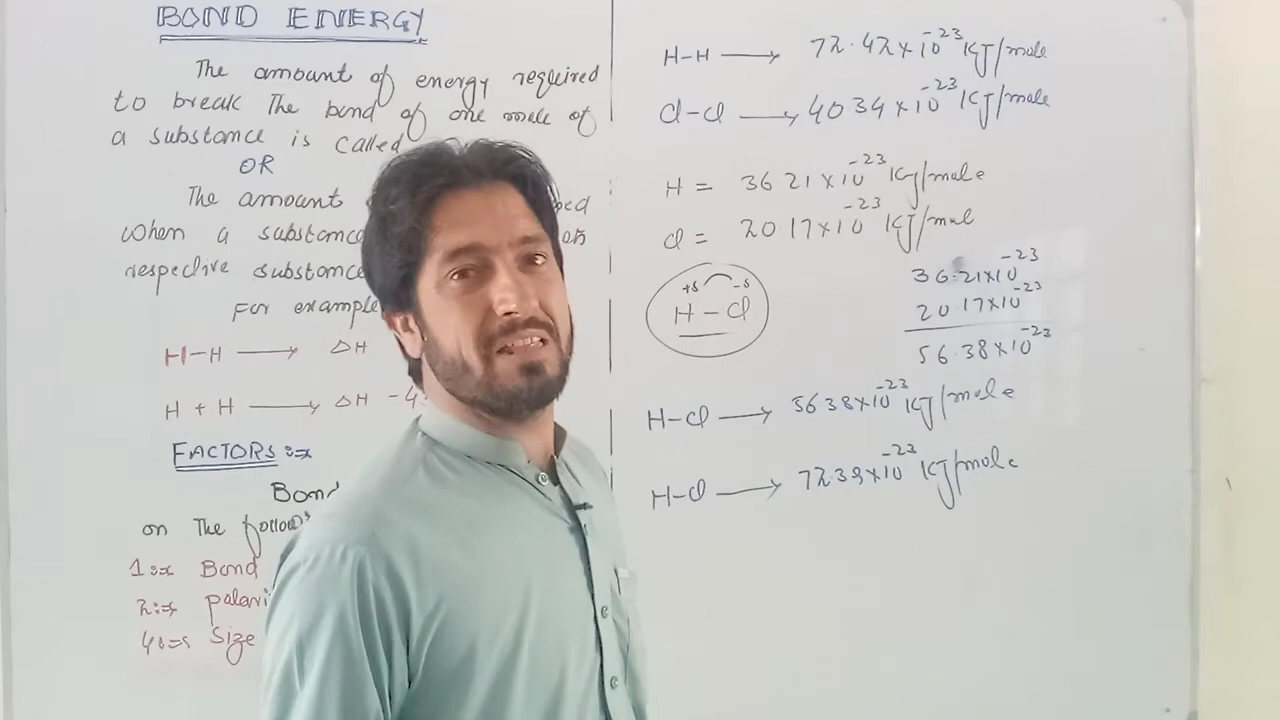 BOND ENERGY
The amount of energy required
to break The bond of one mole of
a substance is called
OR
The amount
when a substance
respective substance
For example
H-H → ΔH
H + H → ΔH -4
FACTORS :→
Bond
on The follow
1:→ Bond
2:→ polari
4:→ Size
H-H → 72.42×10⁻²³ KJ/mole
Cl-Cl → 40 34×10⁻²³ KJ/mole
H = 36 21×10⁻²³ KJ/mole
Cl = 20 17×10⁻²³ KJ/mol
+δ -δ
H - Cl
36.21×10⁻²³
20.17×10⁻²³
56.38×10⁻²³
H-Cl → 56 38×10⁻²³ KJ/mole
H-Cl → 72 39×10⁻²³ KJ/mole